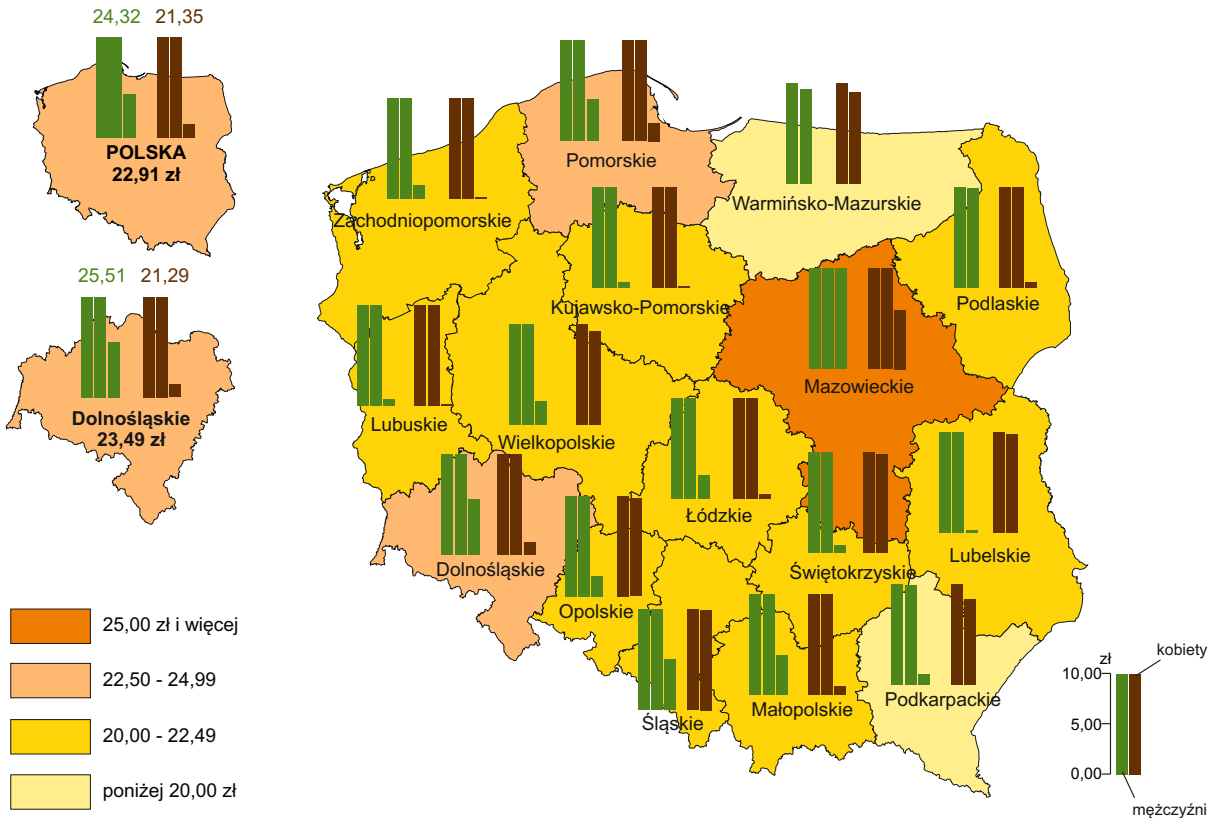 24,32 21,35
POLSKA
22,91 zł
25,51 21,29
Dolnośląskie
23,49 zł
Pomorskie
Warmińsko-Mazurskie
Zachodniopomorskie
Kujawsko-Pomorskie
Podlaskie
Mazowieckie
Lubuskie
Wielkopolskie
Łódzkie
Lubelskie
Dolnośląskie
Świętokrzyskie
Opolskie
Śląskie
Małopolskie
Podkarpackie
25,00 zł i więcej
22,50 - 24,99
20,00 - 22,49
poniżej 20,00 zł
zł
kobiety
10,00
5,00
0,00
mężczyźni